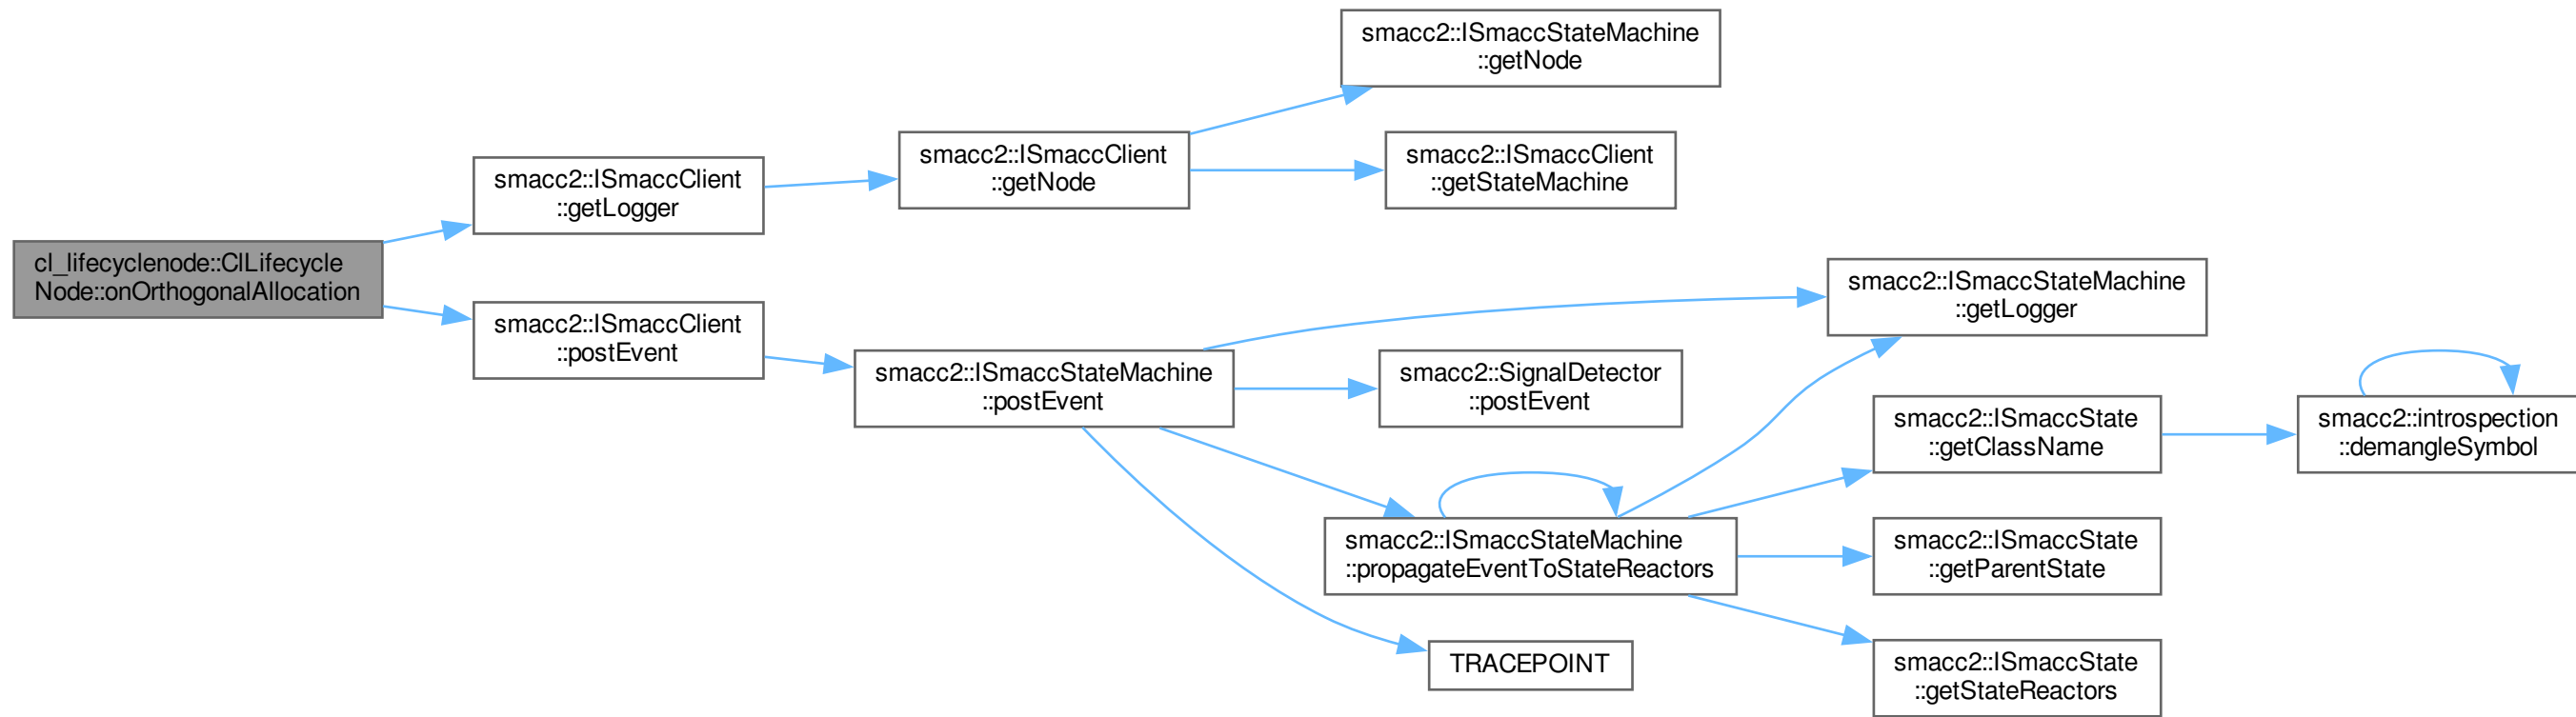 smacc2::ISmaccStateMachine
::getNode
smacc2::ISmaccClient
::getNode
smacc2::ISmaccClient
::getStateMachine
smacc2::ISmaccClient
::getLogger
cl_lifecyclenode::ClLifecycle
Node::onOrthogonalAllocation
smacc2::ISmaccClient
::postEvent
smacc2::ISmaccStateMachine
::getLogger
smacc2::ISmaccStateMachine
::postEvent
smacc2::SignalDetector
::postEvent
smacc2::ISmaccState
::getClassName
smacc2::introspection
::demangleSymbol
smacc2::ISmaccStateMachine
::propagateEventToStateReactors
smacc2::ISmaccState
::getParentState
TRACEPOINT
smacc2::ISmaccState
::getStateReactors